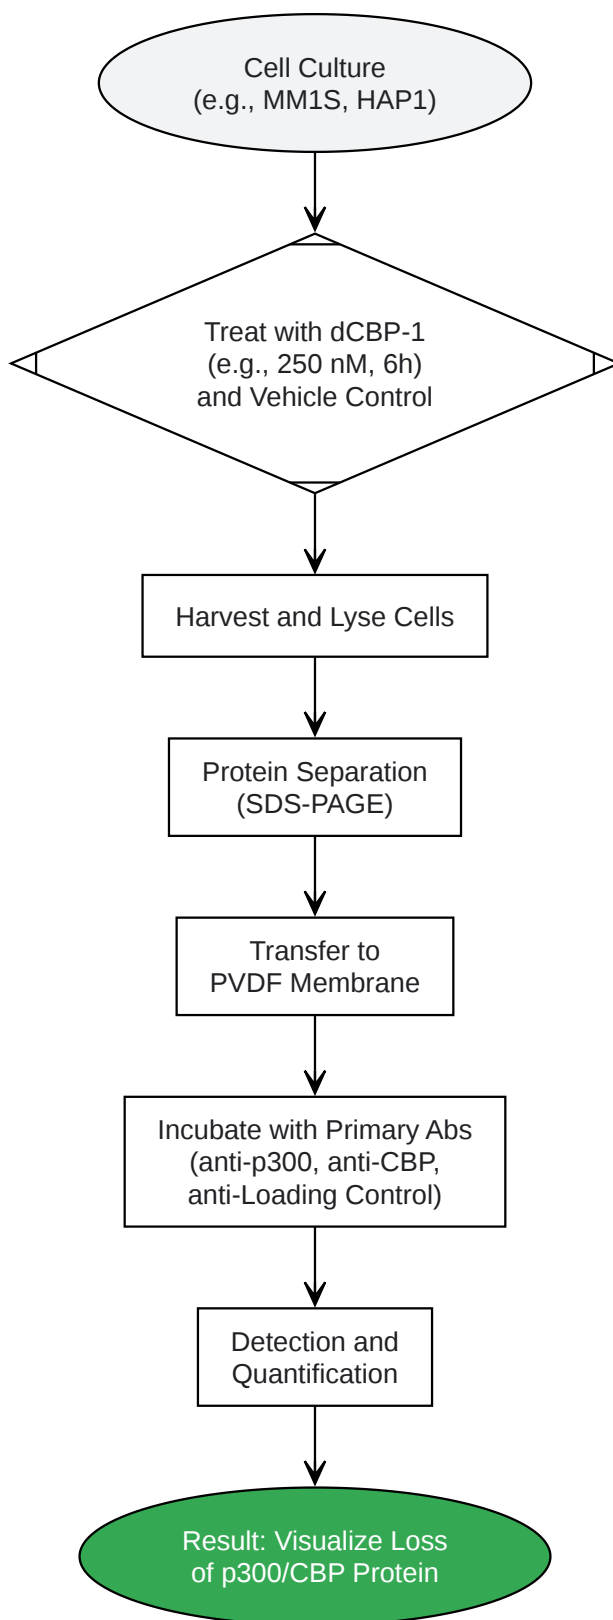 Cell Culture
(e.g., MM1S, HAP1)
Treat with dCBP-1
(e.g., 250 nM, 6h)
and Vehicle Control
Harvest and Lyse Cells
Protein Separation
(SDS-PAGE)
Transfer to
PVDF Membrane
Incubate with Primary Abs
(anti-p300, anti-CBP,
anti-Loading Control)
Detection and
Quantification
Result: Visualize Loss
of p300/CBP Protein